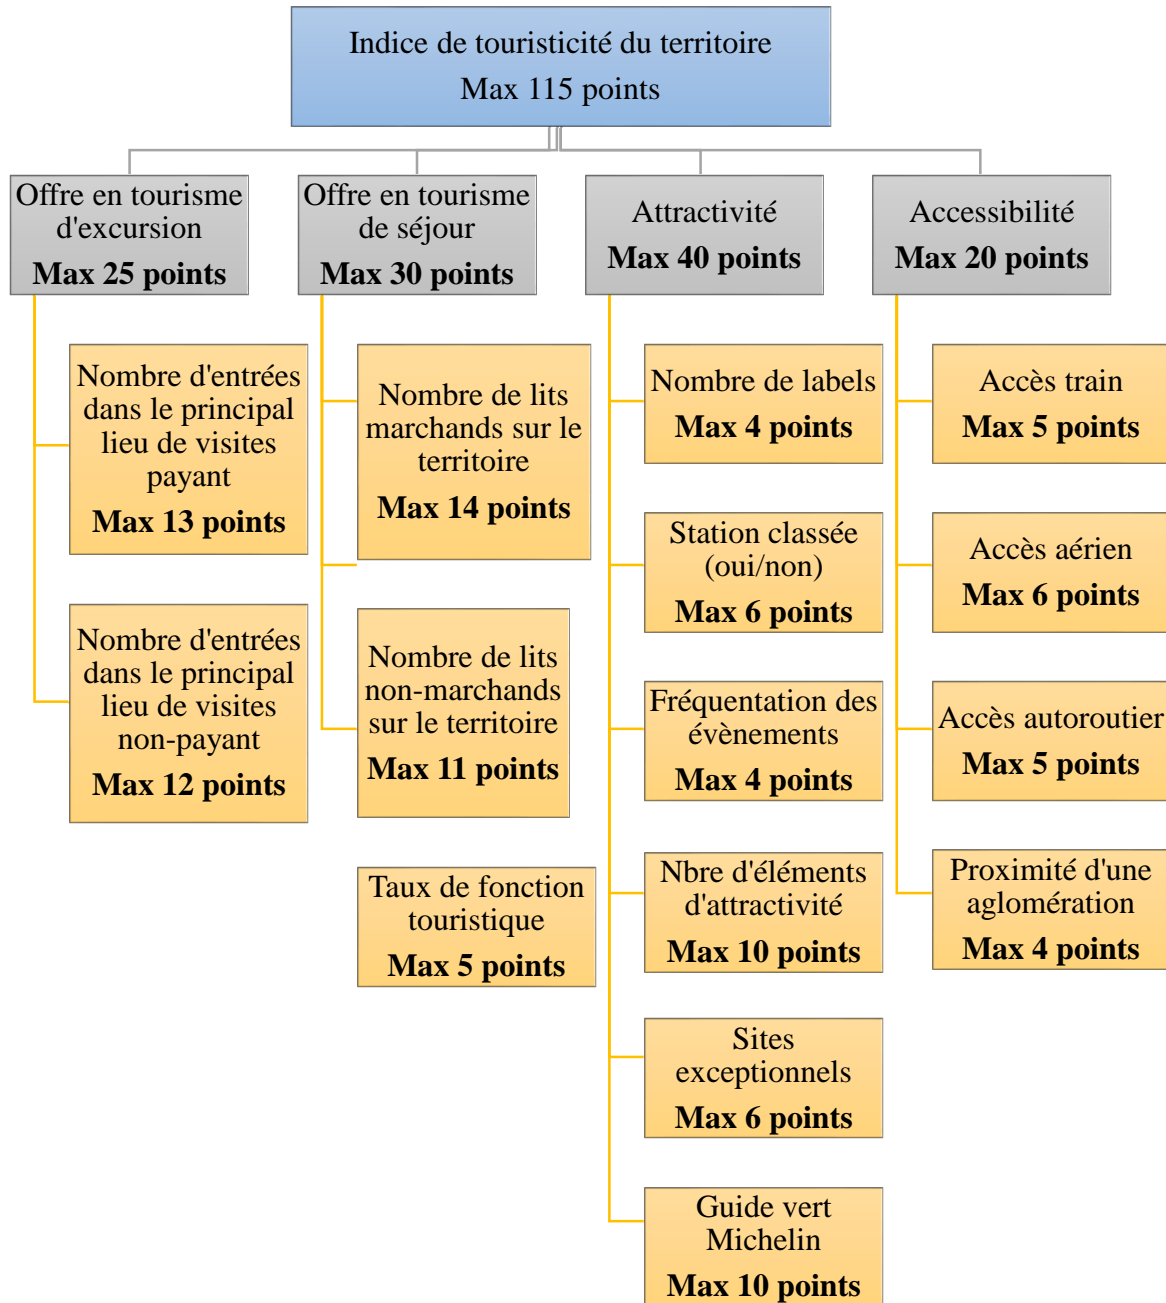 Indice de touristicité du territoire
Max 115 points
Offre en tourisme
d'excursion
Max 25 points
Nombre d'entrées
dans le principal
lieu de visites
payant
Max 13 points
Nombre d'entrées
dans le principal
lieu de visites
non-payant
Max 12 points
Offre en tourisme
de séjour
Max 30 points
Nombre de lits
marchands sur le
territoire
Max 14 points
Nombre de lits
non-marchands
sur le territoire
Max 11 points
Taux de fonction
touristique
Max 5 points
Attractivité
Max 40 points
Nombre de labels
Max 4 points
Station classée
(oui/non)
Max 6 points
Fréquentation des
évènements
Max 4 points
Nbre d'éléments
d'attractivité
Max 10 points
Sites
exceptionnels
Max 6 points
Guide vert
Michelin
Max 10 points
Accessibilité
Max 20 points
Accès train
Max 5 points
Accès aérien
Max 6 points
Accès autoroutier
Max 5 points
Proximité d'une
aglomération
Max 4 points